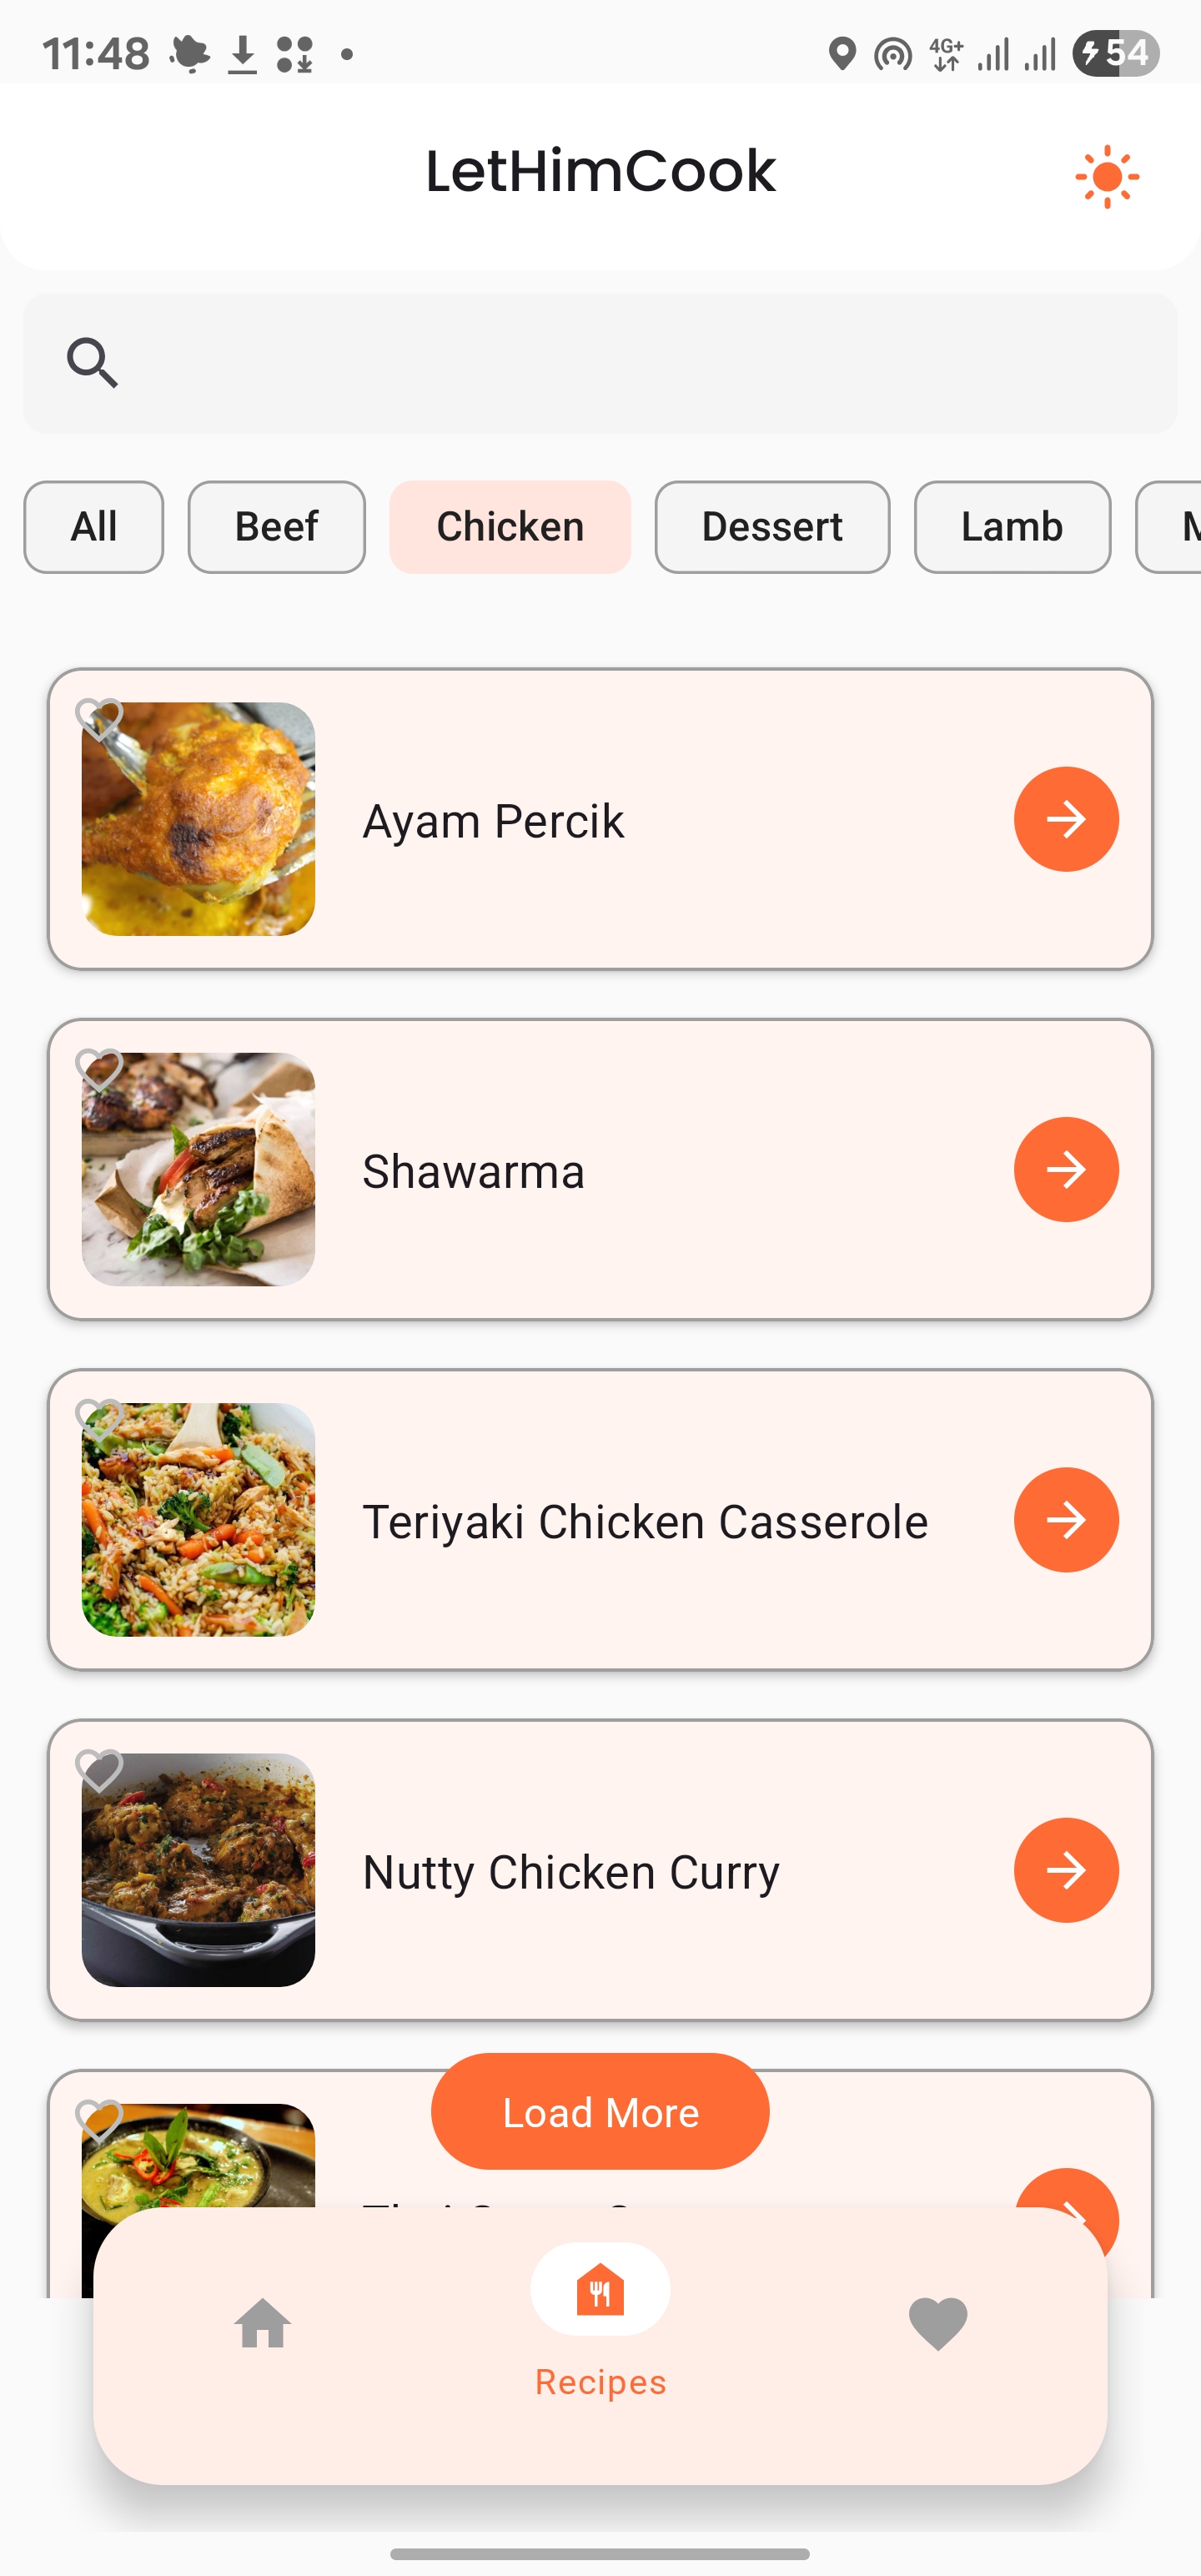 11:48
4G+
54
LetHimCook
All
Beef
Chicken
Dessert
Lamb
Ayam Percik
Shawarma
Teriyaki Chicken Casserole
Nutty Chicken Curry
Load More
Recipes